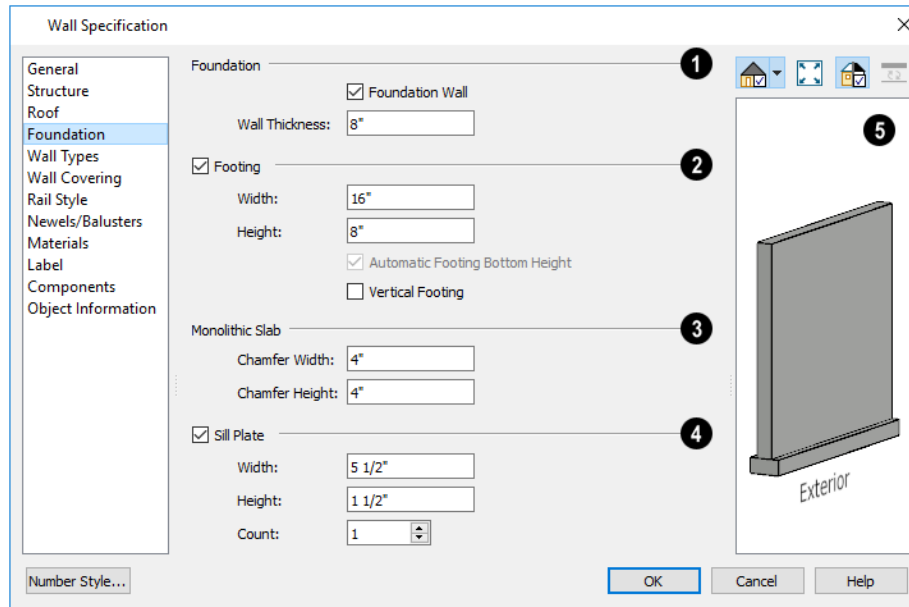 Wall Specification
General
Structure
Roof
Foundation
Wall Types
Wall Covering
Rail Style
Newels/Balusters
Materials
Label
Components
Object Information
Foundation 1
Foundation Wall
Wall Thickness: 8"
Footing 2
Width: 16"
Height: 8"
Automatic Footing Bottom Height
Vertical Footing
Monolithic Slab 3
Chamfer Width: 4"
Chamfer Height: 4"
Sill Plate 4
Width: 5 1/2"
Height: 1 1/2"
Count: 1
5
Exterior
Number Style...
OK
Cancel
Help